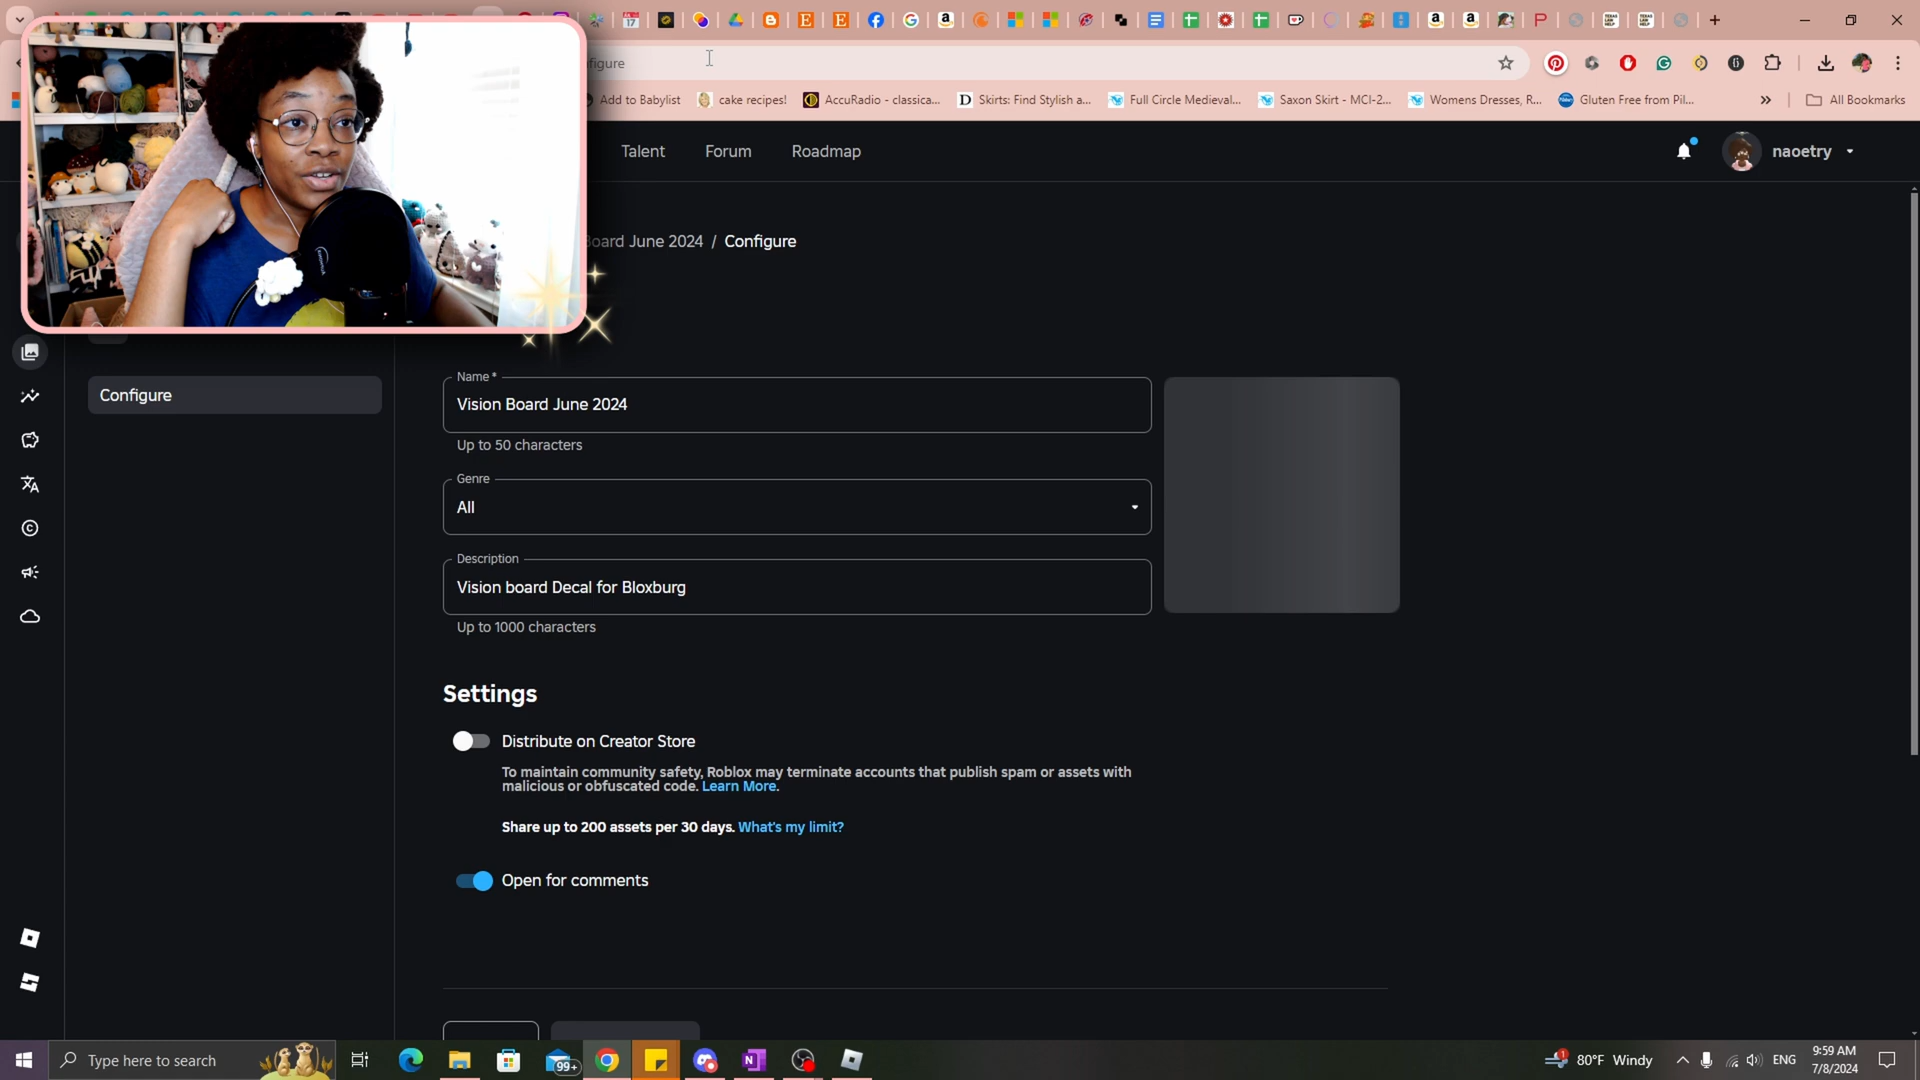 figure
Add to Babylist
cake recipes!
AccuRadio - classica...
Skirts: Find Stylish a...
Full Circle Medieval...
Saxon Skirt - MCI-2...
Womens Dresses, R...
Gluten Free from Pil...
All Bookmarks
Talent
Forum
Roadmap
naoetry
Board June 2024 / Configure
Configure
Name*
Vision Board June 2024
Up to 50 characters
Genre
All
Description
Vision board Decal for Bloxburg
Up to 1000 characters
Settings
Distribute on Creator Store
To maintain community safety, Roblox may terminate accounts that publish spam or assets with
malicious or obfuscated code. Learn More.
Share up to 200 assets per 30 days. What's my limit?
Open for comments
Type here to search
99+
80°F Windy
ENG
9:59 AM
7/8/2024